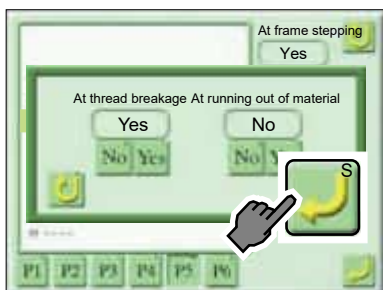 At frame stepping
Yes
At thread breakage At running out of material
Yes No
No Yes No
S
P1 P2 P3 P4 P5 P6